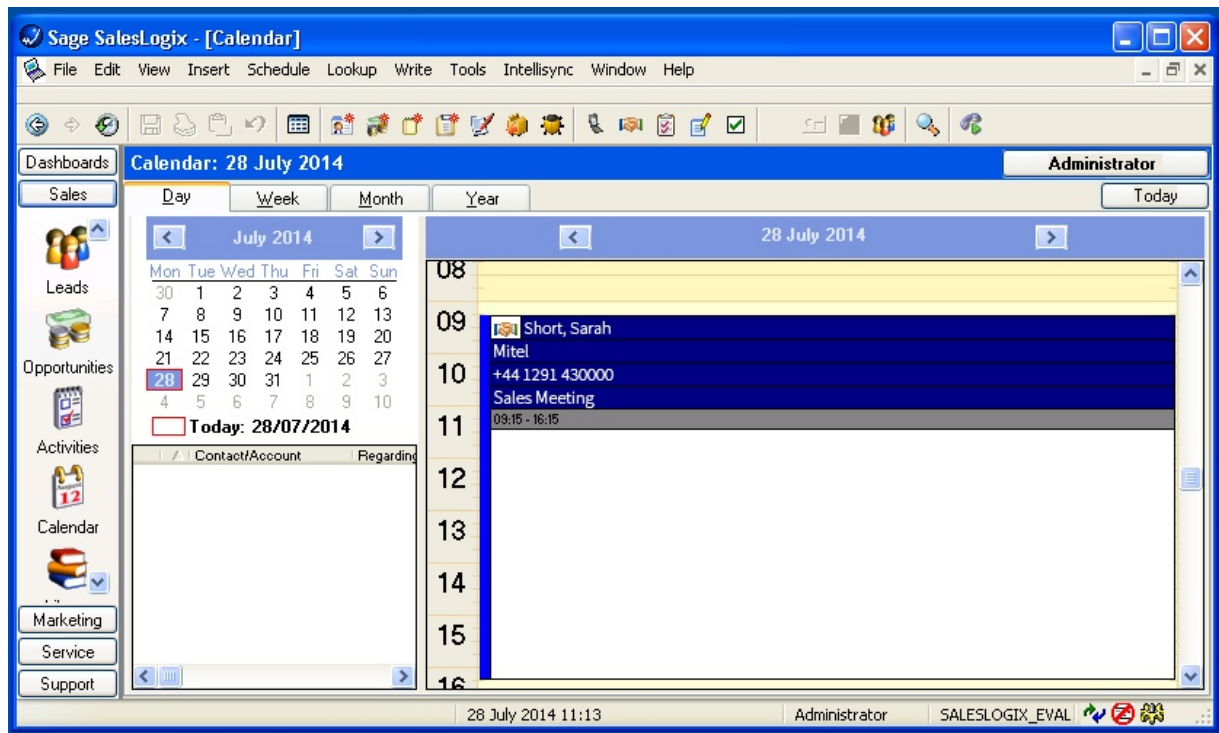 Sage SalesLogix - [Calendar]
File Edit View Insert Schedule Lookup Write Tools Intellisync Window Help
Dashboards
Sales
Leads
Opportunities
Activities
August
12
Calendar
Marketing
Service
Support
Calendar: 28 July 2014
Administrator
Day Week Month Year
Today
July 2014
Mon Tue Wed Thu Fri Sat Sun
30 1 2 3 4 5 6
7 8 9 10 11 12 13
14 15 16 17 18 19 20
21 22 23 24 25 26 27
28 29 30 31 1 2 3
4 5 6 7 8 9 10
Today: 28/07/2014
Contact/Account Regarding
28 July 2014
08
09
Short, Sarah
Mitel
10
+44 1291 430000
Sales Meeting
11
09:15 - 16:15
12
13
14
15
16
28 July 2014 11:13 Administrator SALESLOGIX_EVAL